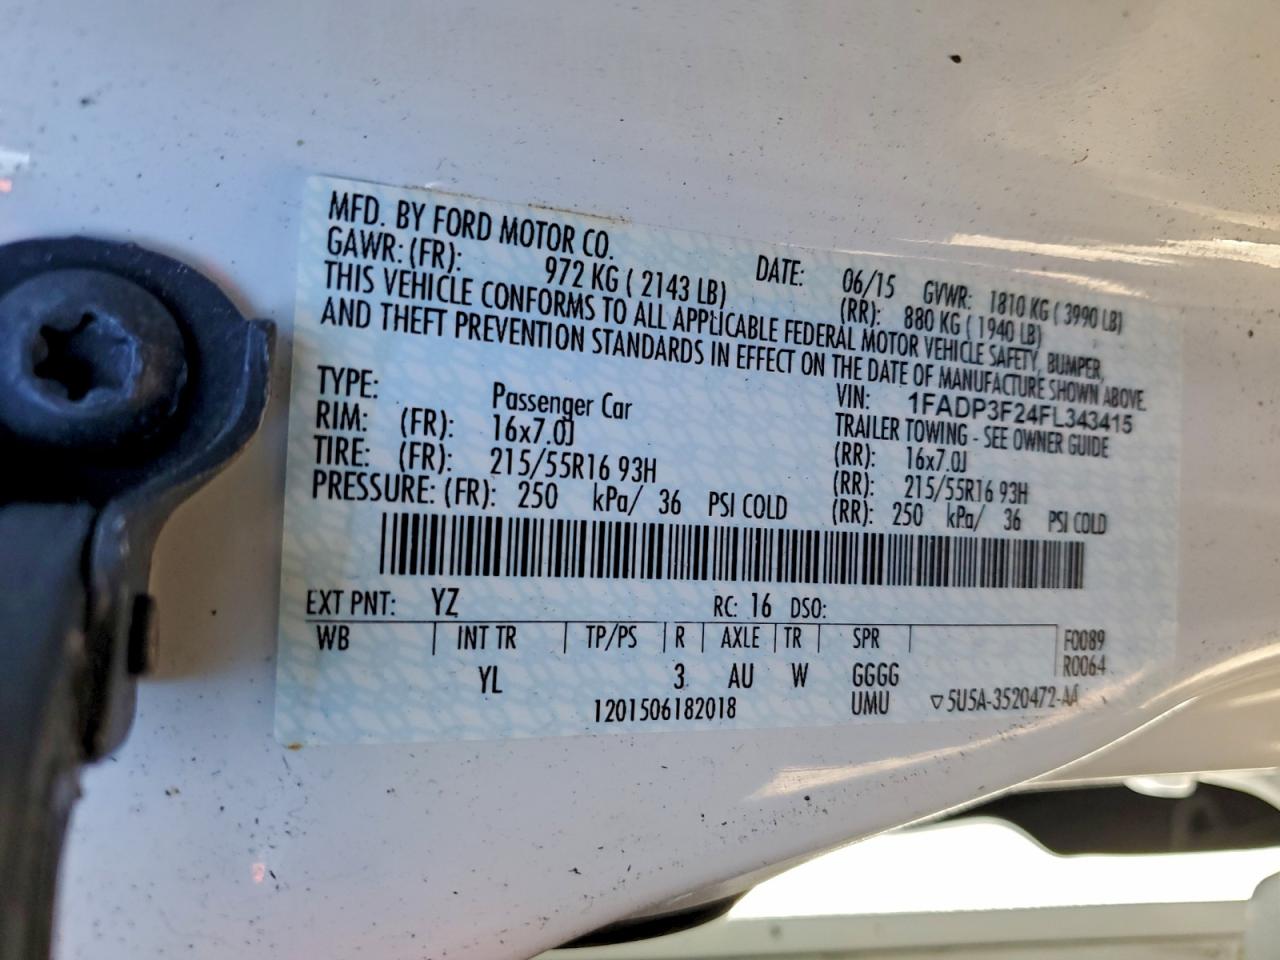 MFD. BY FORD MOTOR CO.
DATE: 06/15 GVWR: 1810 KG ( 3990 LB)
GAWR: (FR): 972 KG ( 2143 LB) (RR): 880 KG ( 1940 LB)
THIS VEHICLE CONFORMS TO ALL APPLICABLE FEDERAL MOTOR VEHICLE SAFETY, BUMPER,
AND THEFT PREVENTION STANDARDS IN EFFECT ON THE DATE OF MANUFACTURE SHOWN ABOVE.
VIN: 1FADP3F24FL343415
TYPE: Passenger Car TRAILER TOWING - SEE OWNER GUIDE
RIM: (FR): 16x7.0J (RR): 16x7.0J
TIRE: (FR): 215/55R16 93H (RR): 215/55R16 93H
PRESSURE: (FR): 250 kPa/ 36 PSI COLD (RR): 250 kPa/ 36 PSI COLD
EXT PNT: YZ RC: 16 DSO:
WB INT TR TP/PS R AXLE TR SPR F0089
R0064
YL 3 AU W GGGG
1201506182018 UMU ▽5U5A-3520472-AA